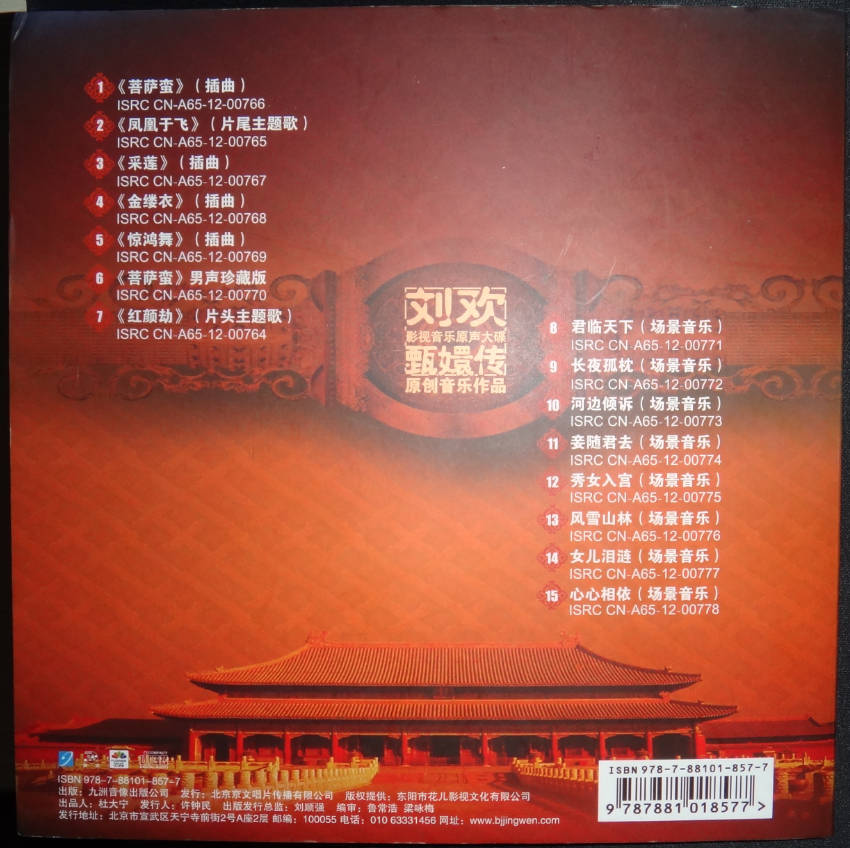 1 《菩萨蛮》（插曲）
ISRC CN-A65-12-00766
2 《凤凰于飞》（片尾主题歌）
ISRC CN-A65-12-00765
3 《采莲》（插曲）
ISRC CN-A65-12-00767
4 《金缕衣》（插曲）
ISRC CN-A65-12-00768
5 《惊鸿舞》（插曲）
ISRC CN-A65-12-00769
6 《菩萨蛮》男声珍藏版
ISRC CN-A65-12-00770
7 《红颜劫》（片头主题歌）
ISRC CN-A65-12-00764
刘欢
影视音乐原声大碟
甄嬛传
原创音乐作品
8 君临天下（场景音乐）
ISRC CN-A65-12-00771
9 长夜孤枕（场景音乐）
ISRC CN-A65-12-00772
10 河边倾诉（场景音乐）
ISRC CN-A65-12-00773
11 妾随君去（场景音乐）
ISRC CN-A65-12-00774
12 秀女入宫（场景音乐）
ISRC CN-A65-12-00775
13 风雪山林（场景音乐）
ISRC CN-A65-12-00776
14 女儿泪涟（场景音乐）
ISRC CN-A65-12-00777
15 心心相依（场景音乐）
ISRC CN-A65-12-00778
ISBN 978-7-88101-857-7
出版：九洲音像出版公司 发行：北京京文唱片传播有限公司 版权提供：东阳市花儿影视文化有限公司
出品人：杜大宁 发行人：许钟民 出版发行总监：刘顺强 编审：鲁常浩 梁咏梅
发行地址：北京市宣武区天宁寺前街2号A座2层 邮编：100055 电话：010 63331456 网址：www.bjjingwen.com
ISBN 978-7-88101-857-7
9787881018577>